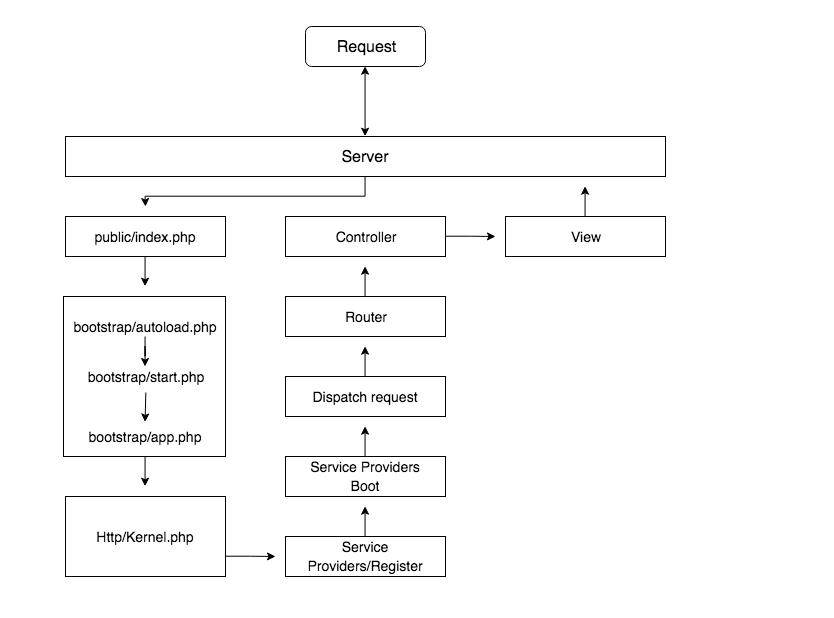 Request
Server
public/index.php
Controller
View
bootstrap/autoload.php
Router
bootstrap/start.php
Dispatch request
bootstrap/app.php
Service Providers
Boot
Http/Kernel.php
Service
Providers/Register